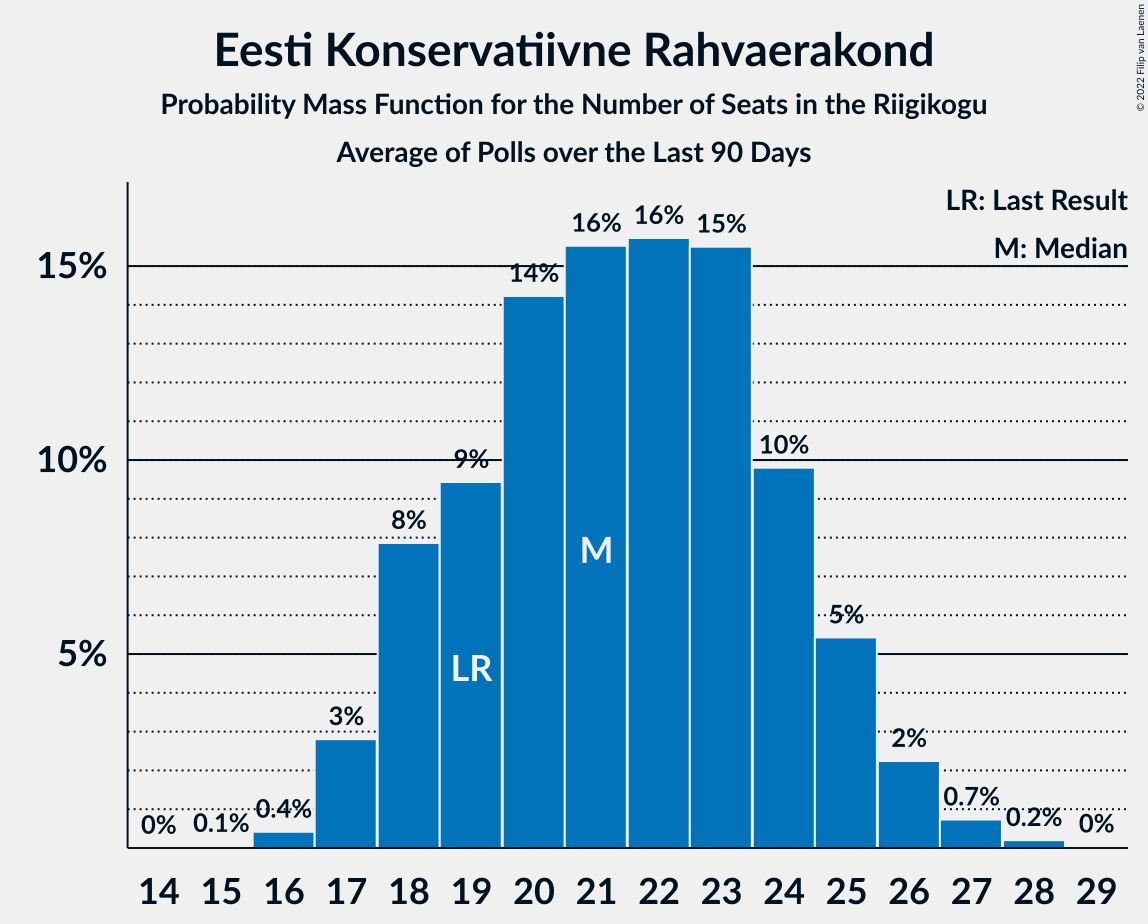 Eesti Konservatiivne Rahvaerakond
Probability Mass Function for the Number of Seats in the Riigikogu
Average of Polls over the Last 90 Days
© 2022 Filip van Laenen
LR: Last Result
M: Median
15%
10%
5%
0%
0.1%
0.4%
3%
8%
9%
14%
16%
16%
15%
10%
5%
2%
0.7%
0.2%
0%
LR
M
14 15 16 17 18 19 20 21 22 23 24 25 26 27 28 29